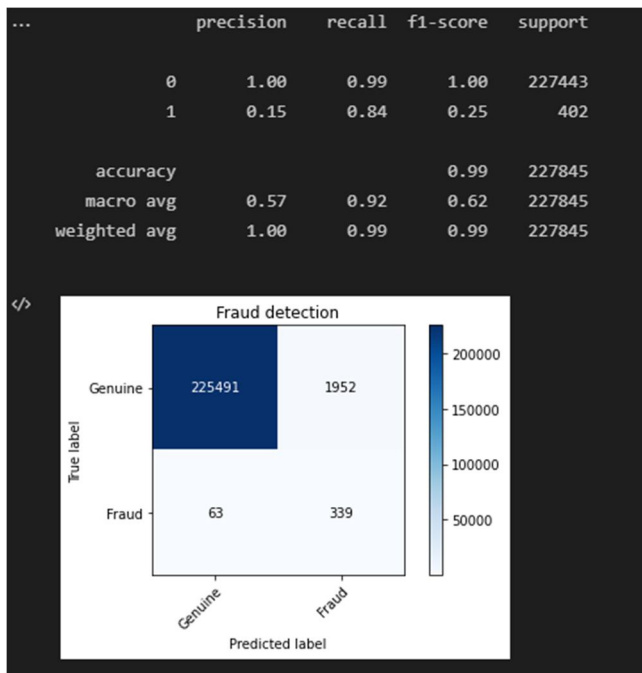 ...
precision recall f1-score support
0 1.00 0.99 1.00 227443
1 0.15 0.84 0.25 402
accuracy 0.99 227845
macro avg 0.57 0.92 0.62 227845
weighted avg 1.00 0.99 0.99 227845
</>
Fraud detection
Genuine 225491 1952
Fraud 63 339
Genuine Fraud
Predicted label
True label
200000
150000
100000
50000